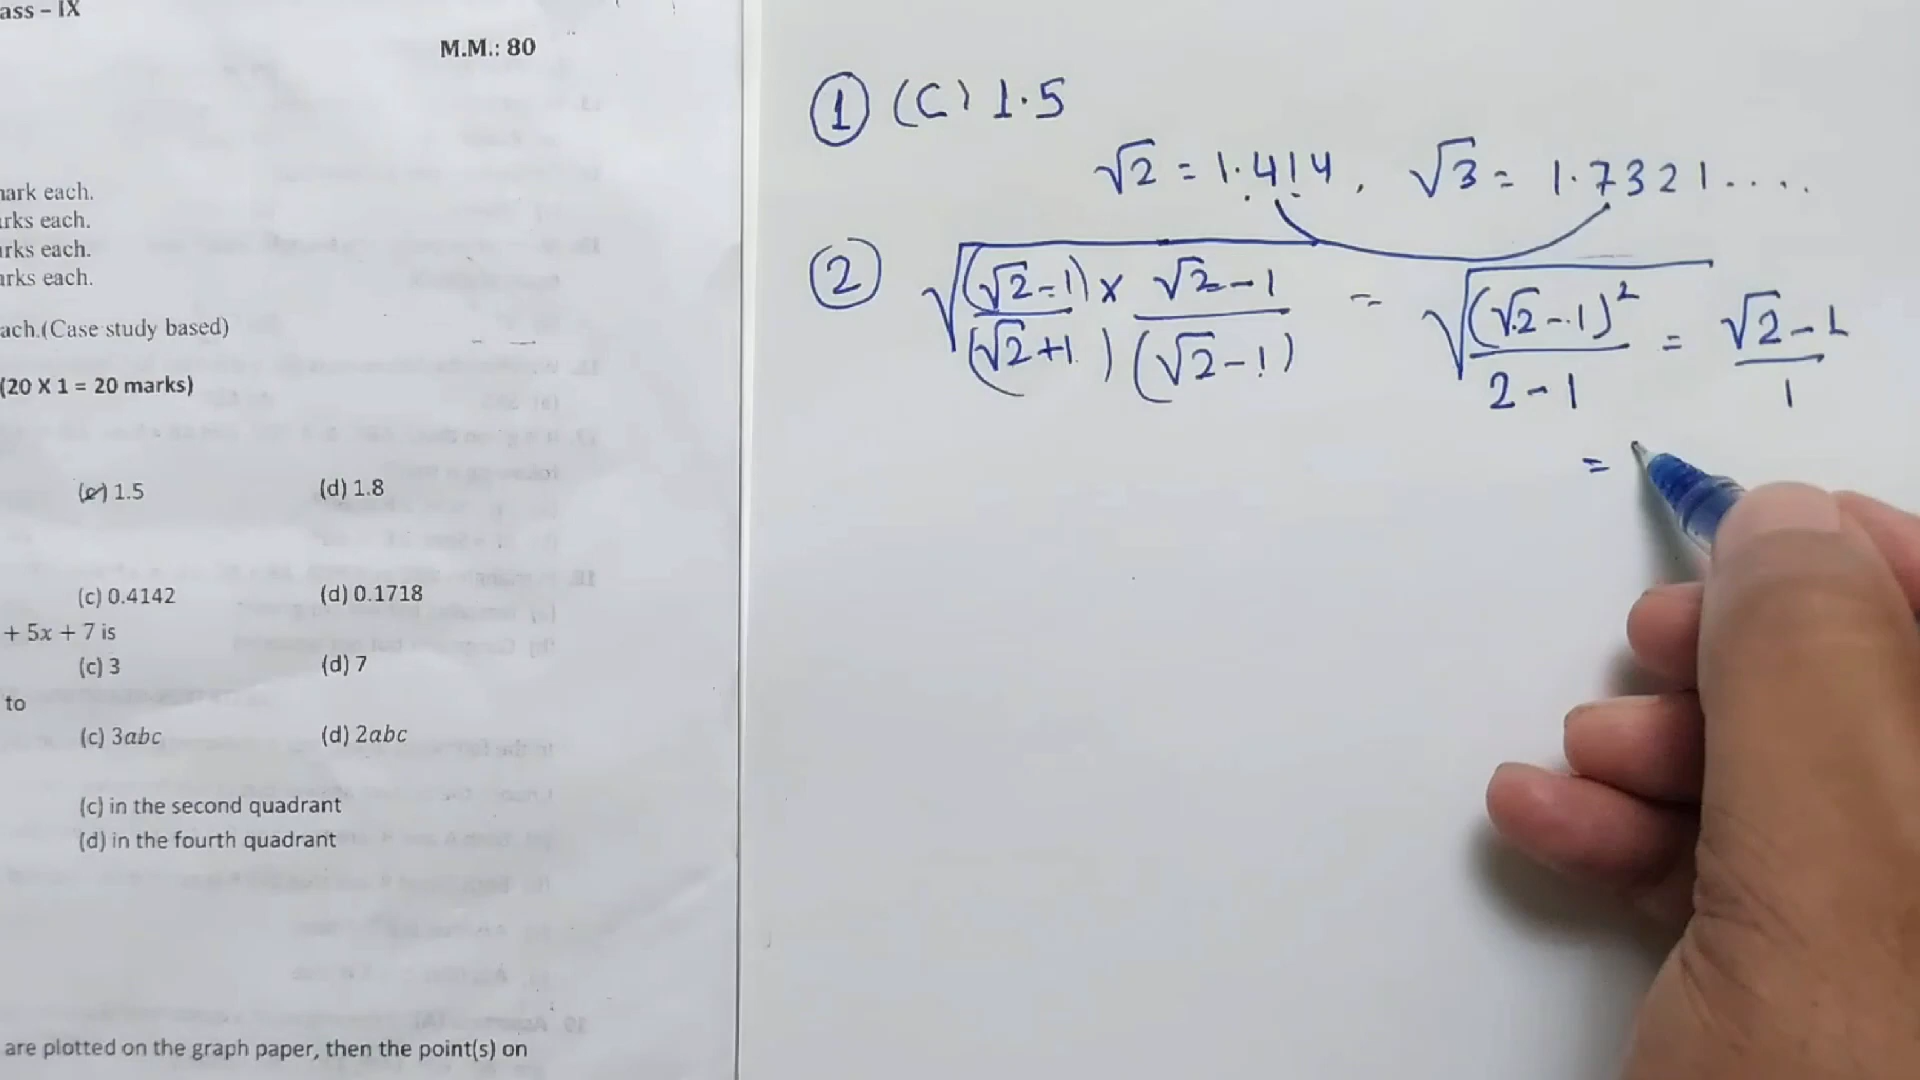 ass – IX
M.M.: 80
mark each.
rks each.
arks each.
arks each.
ach.(Case study based)
(20 X 1 = 20 marks)
(c) 1.5 (d) 1.8
(c) 0.4142 (d) 0.1718
+ 5x + 7 is
(c) 3 (d) 7
to
(c) 3abc (d) 2abc
(c) in the second quadrant
(d) in the fourth quadrant
are plotted on the graph paper, then the point(s) on
① (C) 1.5
√2 = 1.414, √3 = 1.7321....
② √((√2-1)/(√2+1) × (√2-1)/(√2-1)) = √((√2-1)²/(2-1)) = (√2-1)/1
=